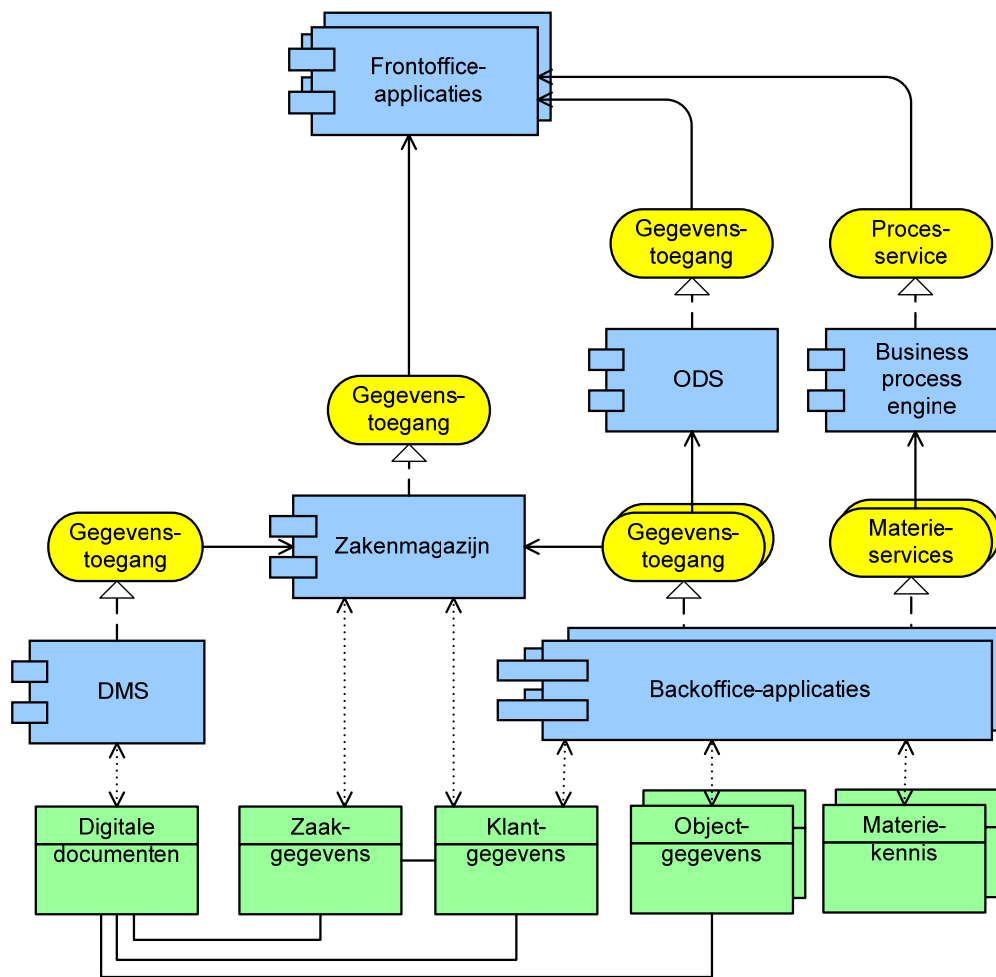 Frontoffice-
applicaties
Gegevens-
toegang
Proces-
service
ODS
Business
process
engine
Gegevens-
toegang
Gegevens-
toegang
Zakenmagazijn
Gegevens-
toegang
Materie-
services
DMS
Backoffice-applicaties
Digitale
documenten
Zaak-
gegevens
Klant-
gegevens
Object-
gegevens
Materie-
kennis